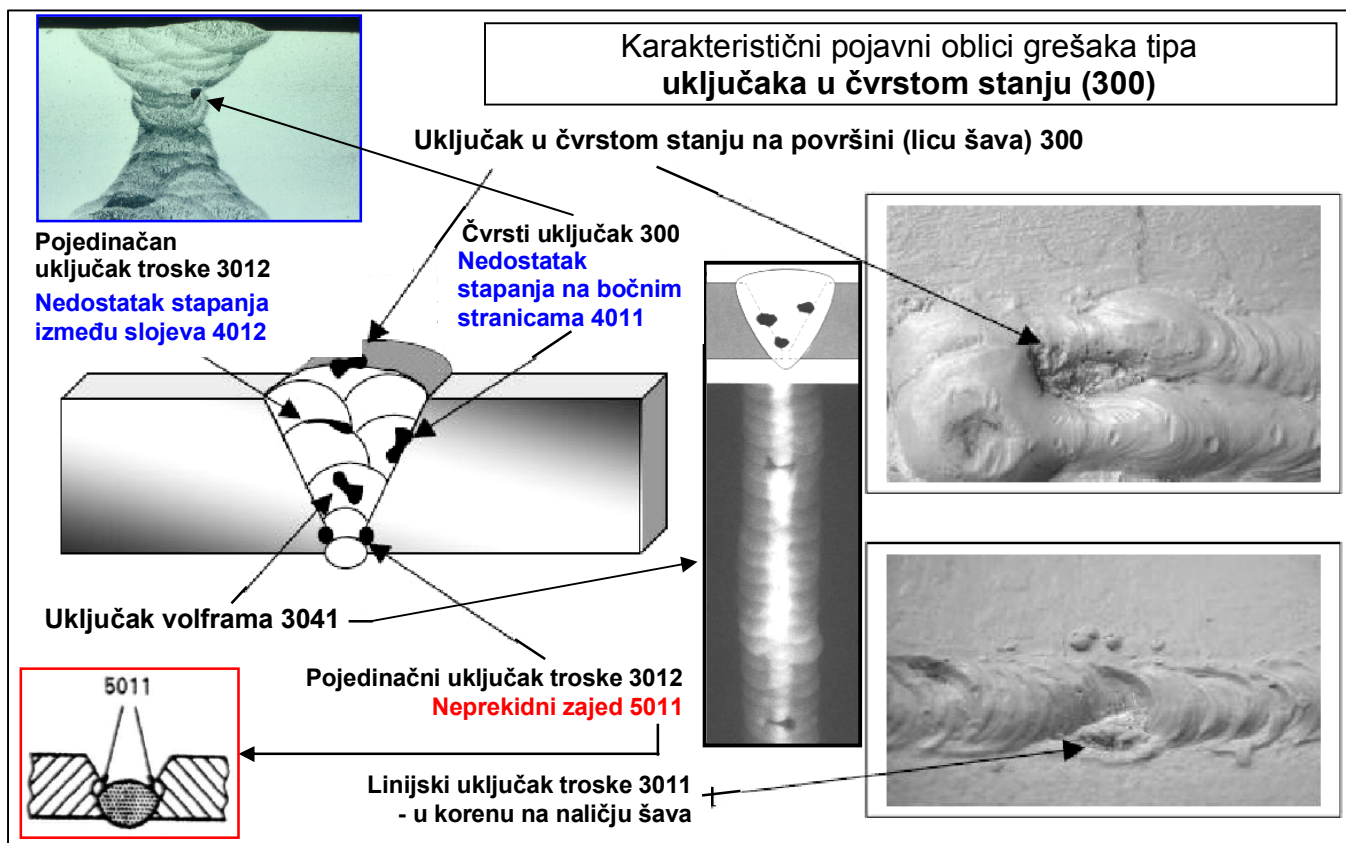 Karakteristični pojavni oblici grešaka tipa
uključaka u čvrstom stanju (300)
Uključak u čvrstom stanju na površini (licu šava) 300
Pojedinačan
uključak troske 3012
Nedostatak stapanja
između slojeva 4012
Čvrsti uključak 300
Nedostatak
stapanja na bočnim
stranicama 4011
Uključak volframa 3041
Pojedinačni uključak troske 3012
Neprekidni zajed 5011
5011
Linijski uključak troske 3011
- u korenu na naličju šava